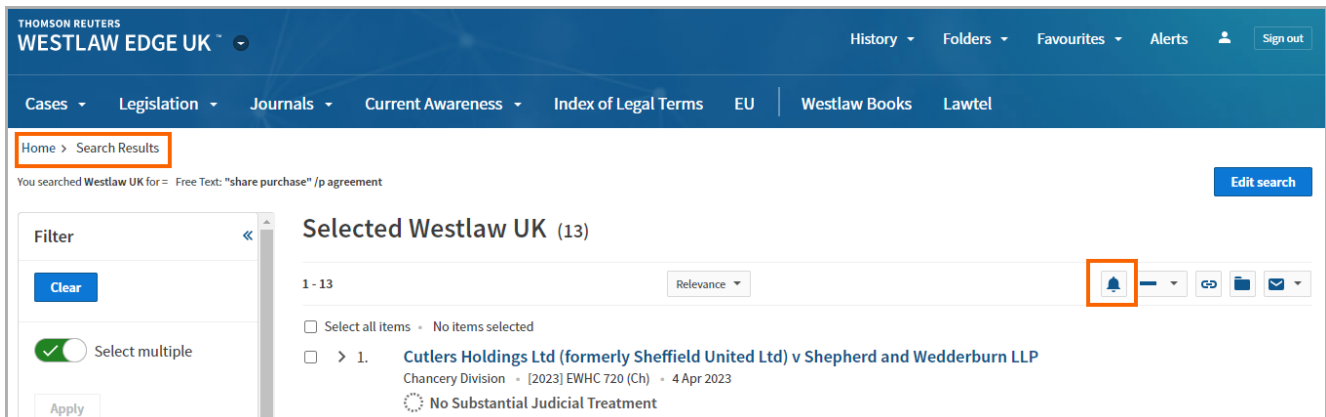 THOMSON REUTERS
WESTLAW EDGE UK™
History Folders Favourites Alerts Sign out
Cases Legislation Journals Current Awareness Index of Legal Terms EU Westlaw Books Lawtel
Home > Search Results
You searched Westlaw UK for = Free Text: "share purchase" /p agreement
Edit search
Filter «
Selected Westlaw UK (13)
Clear
1 - 13 Relevance
Select all items • No items selected
Select multiple
1. Cutlers Holdings Ltd (formerly Sheffield United Ltd) v Shepherd and Wedderburn LLP
Chancery Division • [2023] EWHC 720 (Ch) • 4 Apr 2023
No Substantial Judicial Treatment
Apply